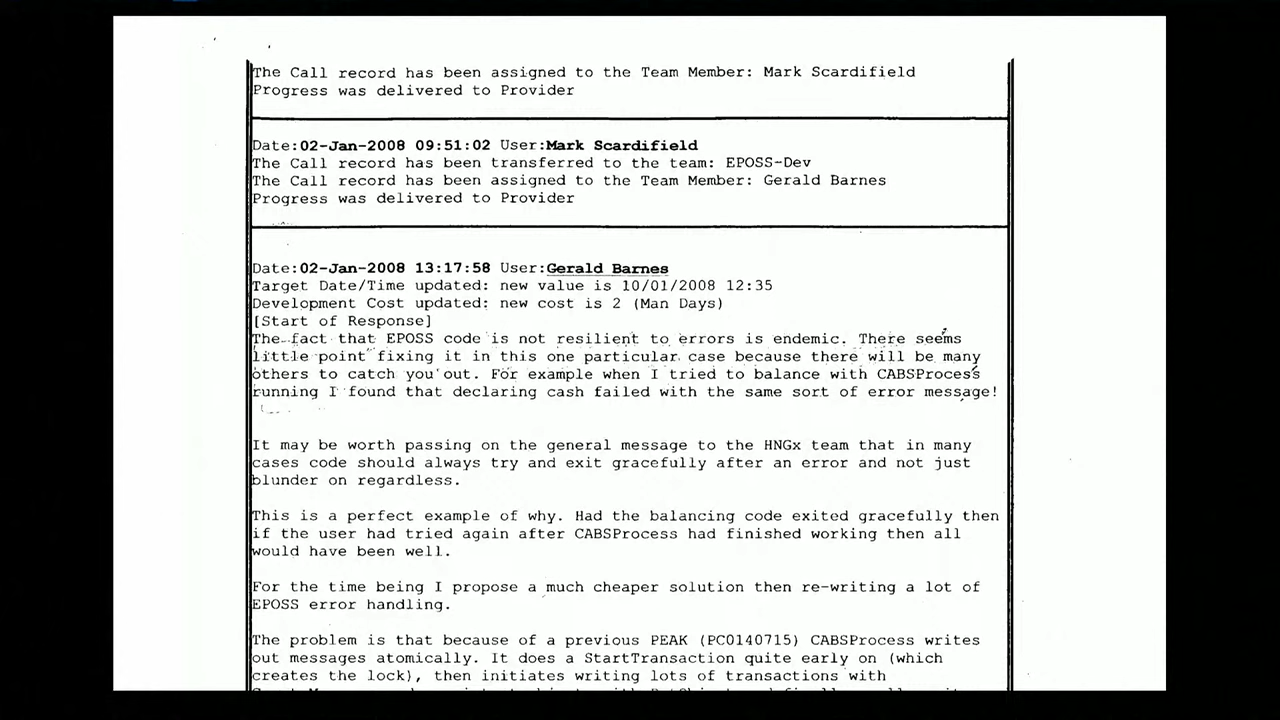 The Call record has been assigned to the Team Member: Mark Scardifield
Progress was delivered to Provider
Date:02-Jan-2008 09:51:02 User:Mark Scardifield
The Call record has been transferred to the team: EPOSS-Dev
The Call record has been assigned to the Team Member: Gerald Barnes
Progress was delivered to Provider
Date:02-Jan-2008 13:17:58 User:Gerald Barnes
Target Date/Time updated: new value is 10/01/2008 12:35
Development Cost updated: new cost is 2 (Man Days)
[Start of Response]
The fact that EPOSS code is not resilient to errors is endemic. There seems
little point fixing it in this one particular case because there will be many
others to catch you out. For example when I tried to balance with CABSProcess
running I found that declaring cash failed with the same sort of error message!
It may be worth passing on the general message to the HNGx team that in many
cases code should always try and exit gracefully after an error and not just
blunder on regardless.
This is a perfect example of why. Had the balancing code exited gracefully then
if the user had tried again after CABSProcess had finished working then all
would have been well.
For the time being I propose a much cheaper solution then re-writing a lot of
EPOSS error handling.
The problem is that because of a previous PEAK (PC0140715) CABSProcess writes
out messages atomically. It does a StartTransaction quite early on (which
creates the lock), then initiates writing lots of transactions with